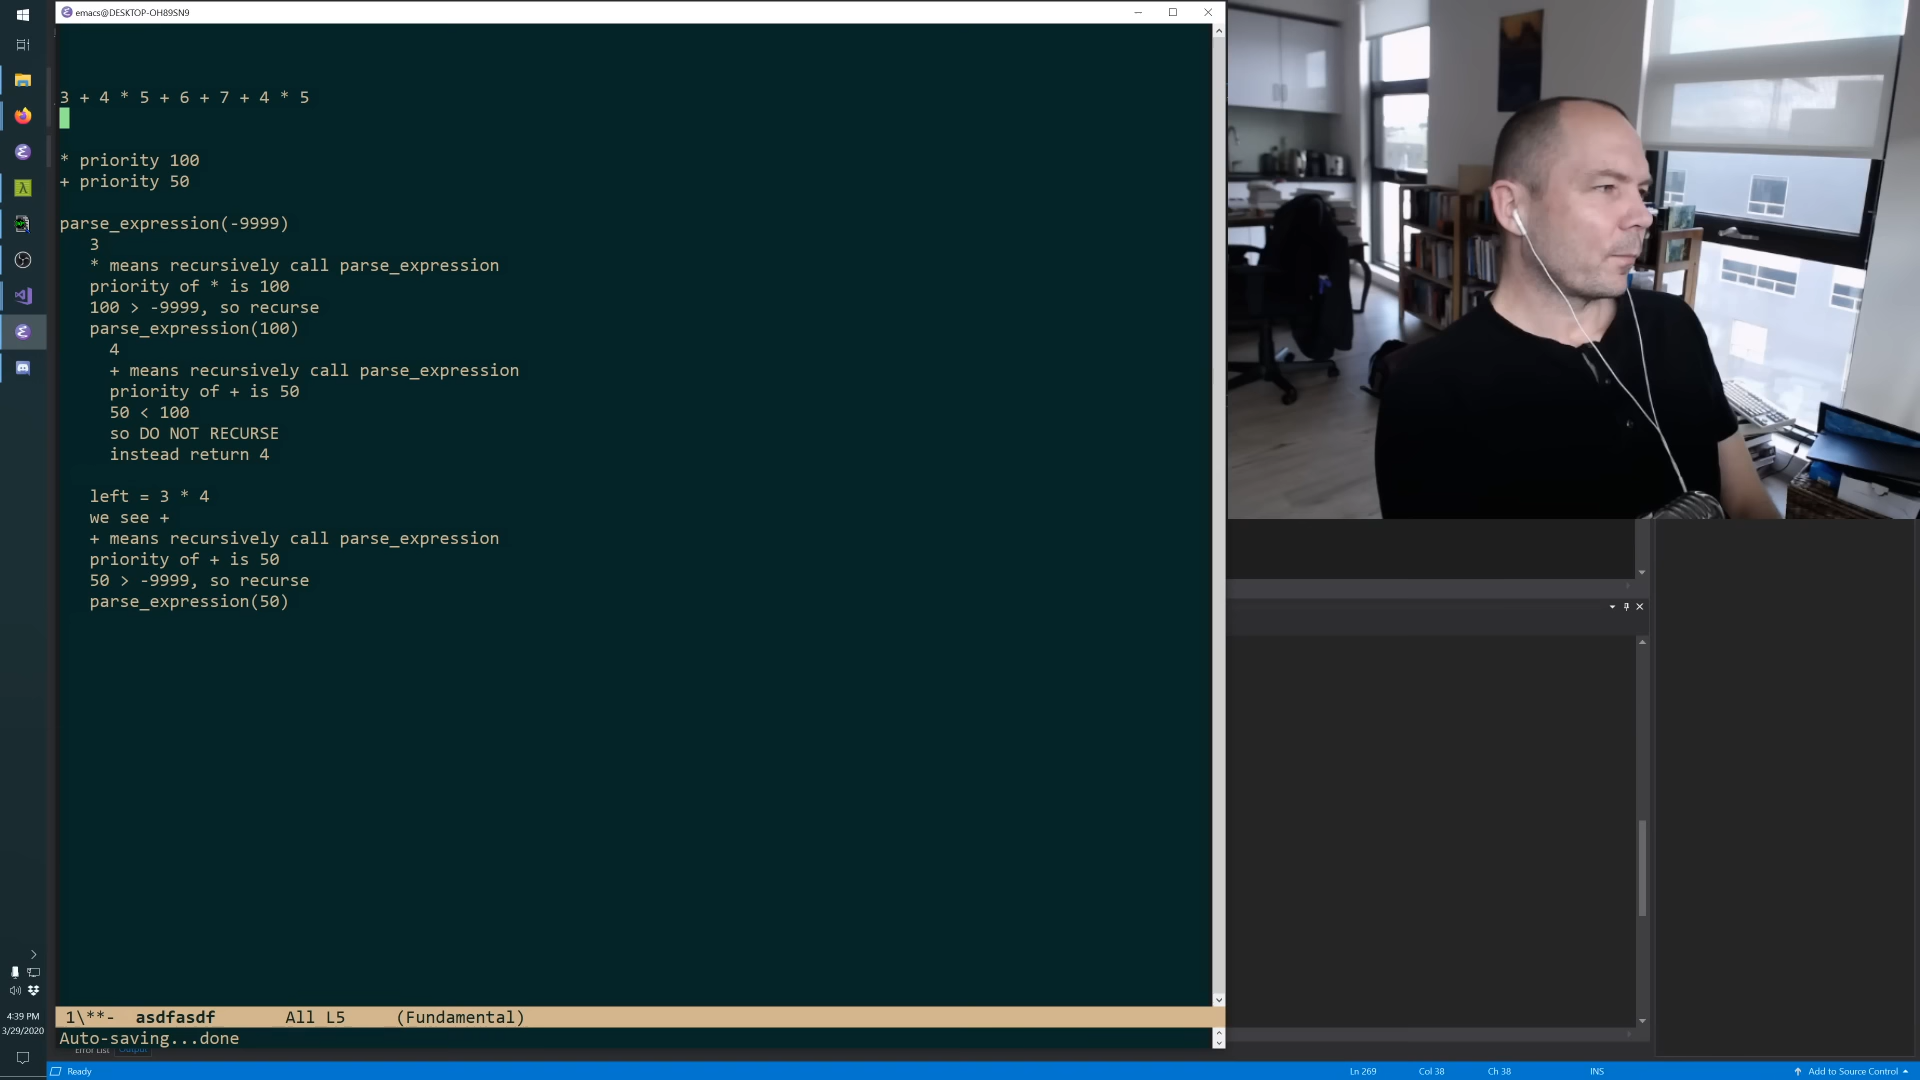 emacs@DESKTOP-OH89SN9
3 + 4 * 5 + 6 + 7 + 4 * 5
* priority 100
+ priority 50
parse_expression(-9999)
3
* means recursively call parse_expression
priority of * is 100
100 > -9999, so recurse
parse_expression(100)
4
+ means recursively call parse_expression
priority of + is 50
50 < 100
so DO NOT RECURSE
instead return 4
left = 3 * 4
we see +
+ means recursively call parse_expression
priority of + is 50
50 > -9999, so recurse
parse_expression(50)
1\**-  asdfasdf       All L5     (Fundamental)
Auto-saving...done
Error List Output
4:39 PM
3/29/2020
Ready Ln 269 Col 38 Ch 38 INS Add to Source Control